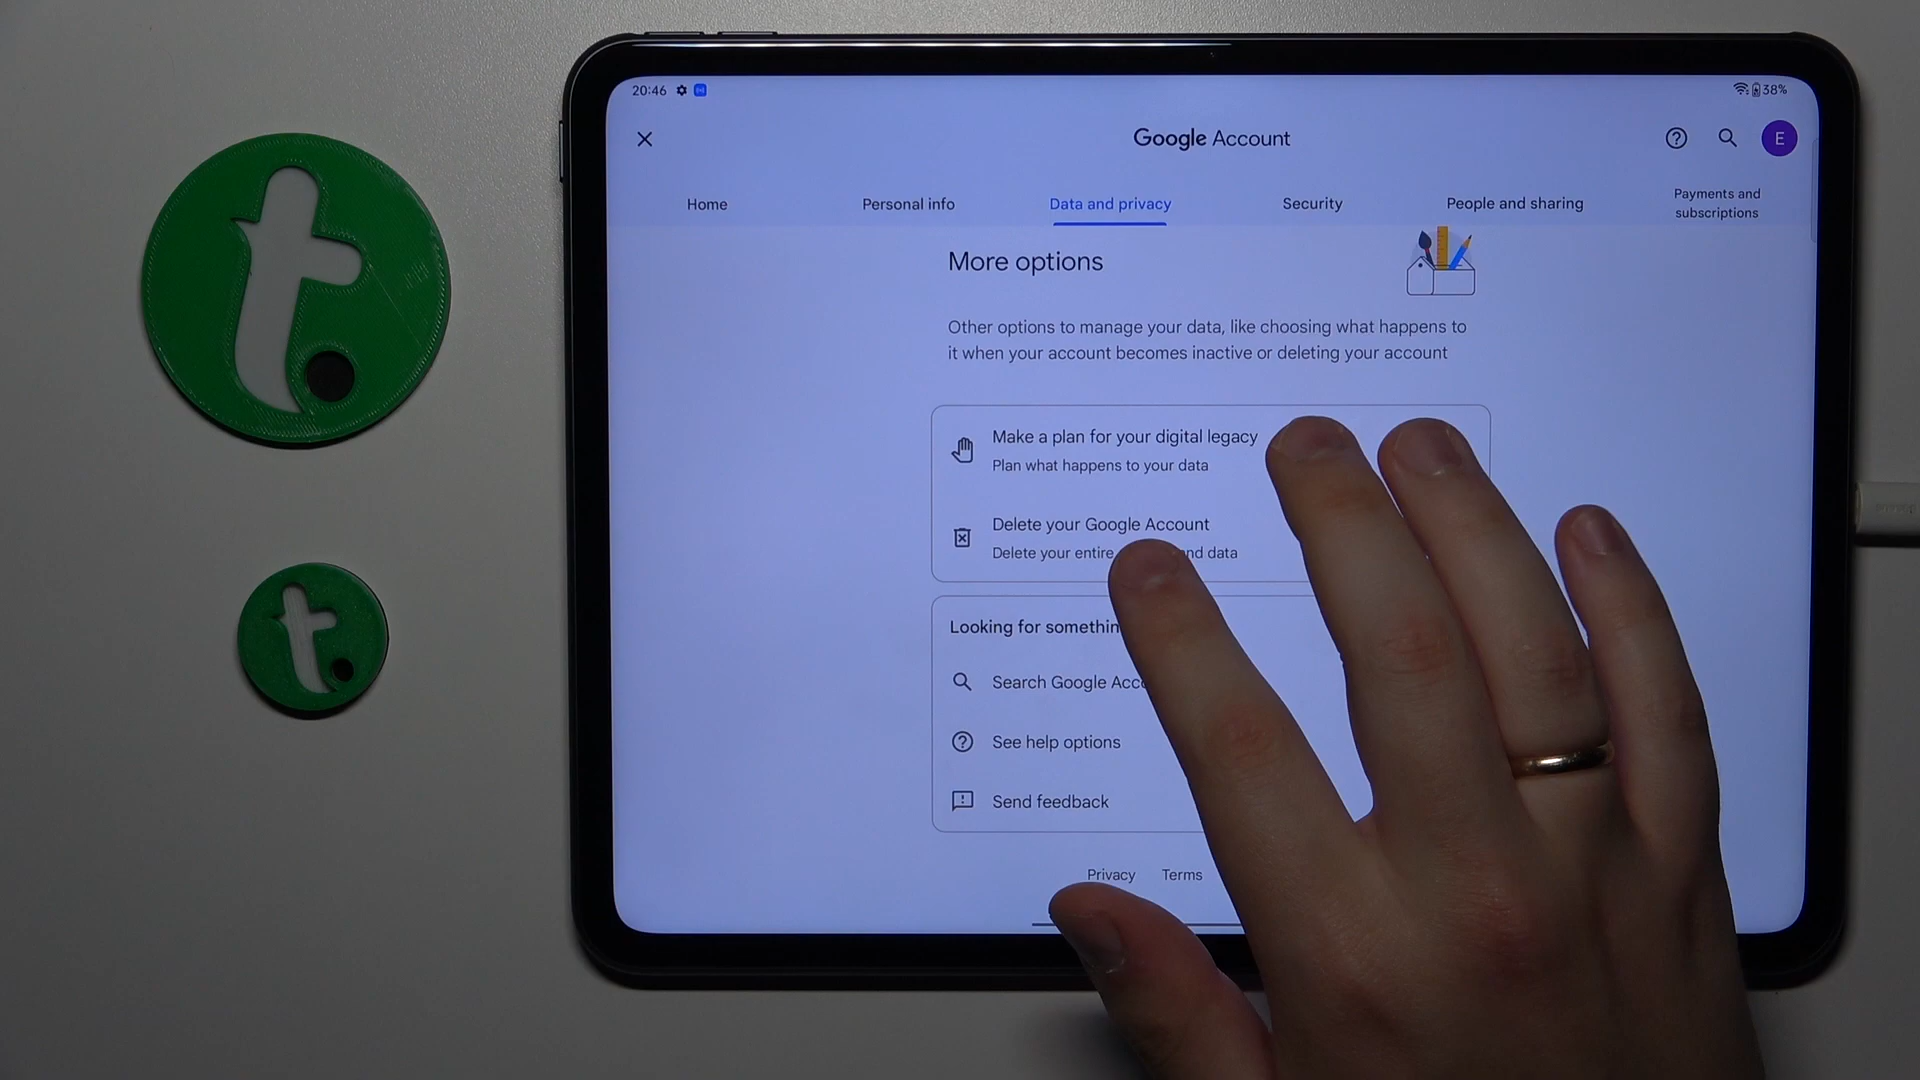 20:46
38%
Google Account
E
Home
Personal info
Data and privacy
Security
People and sharing
Payments and
subscriptions
More options
Other options to manage your data, like choosing what happens to
it when your account becomes inactive or deleting your account
Make a plan for your digital legacy
Plan what happens to your data
Delete your Google Account
Delete your entire and data
Looking for
Search Google
See help options
Send feedback
Privacy Terms
t.
t.